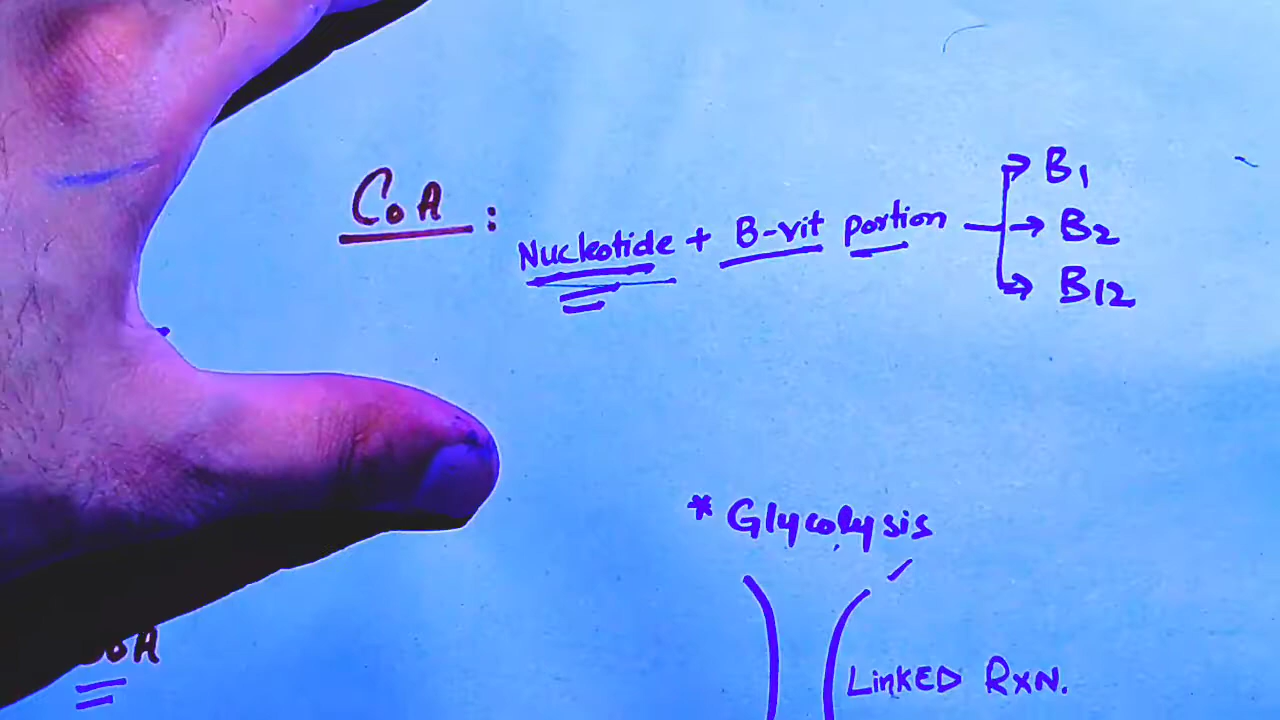 CoA : Nucleotide + B-vit portion → B1
→ B2
→ B12
* Glycolysis
LINKED RXN.